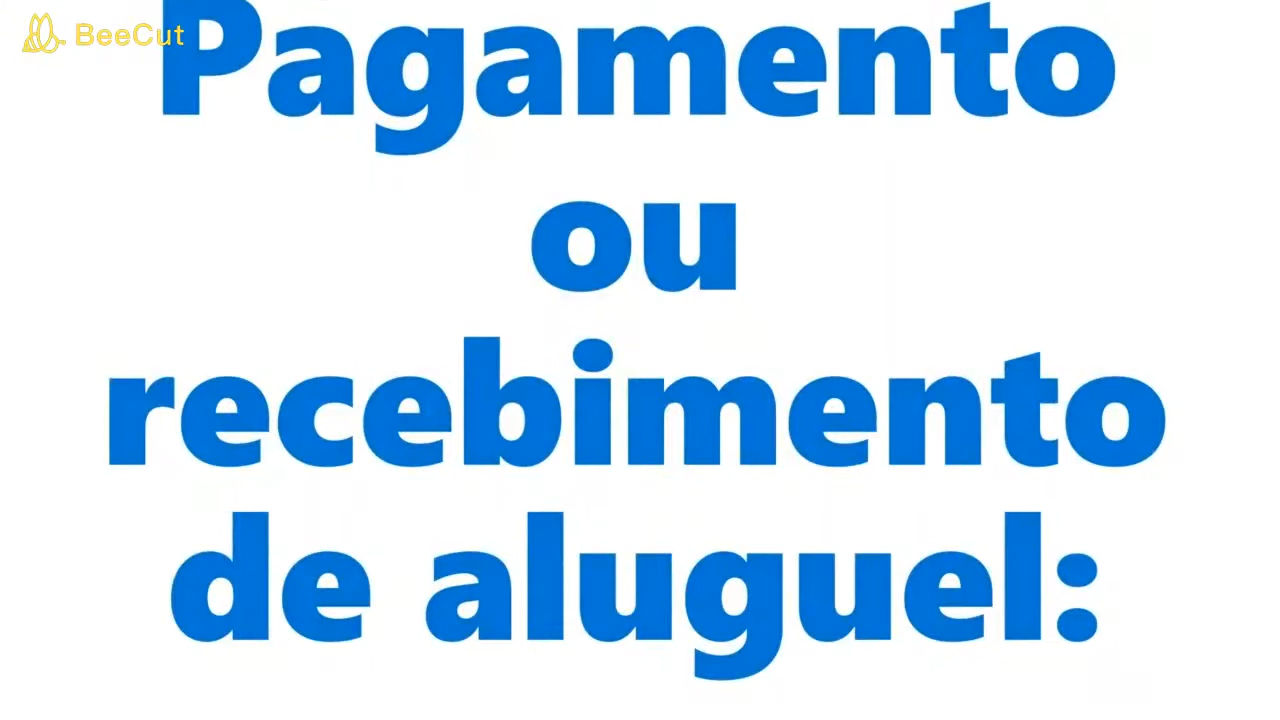 BeeCut
Pagamento
ou
recebimento
de aluguel: